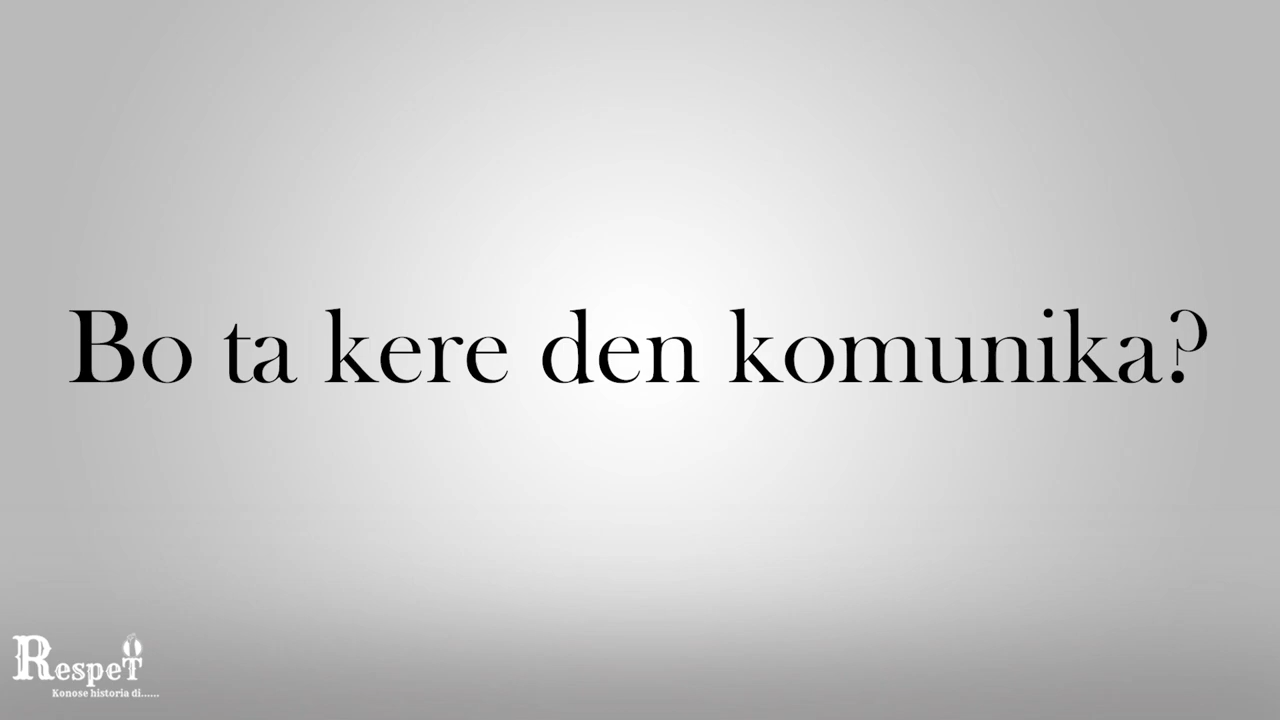 Bo ta kere den komunika?
Respet
Konose historia di......